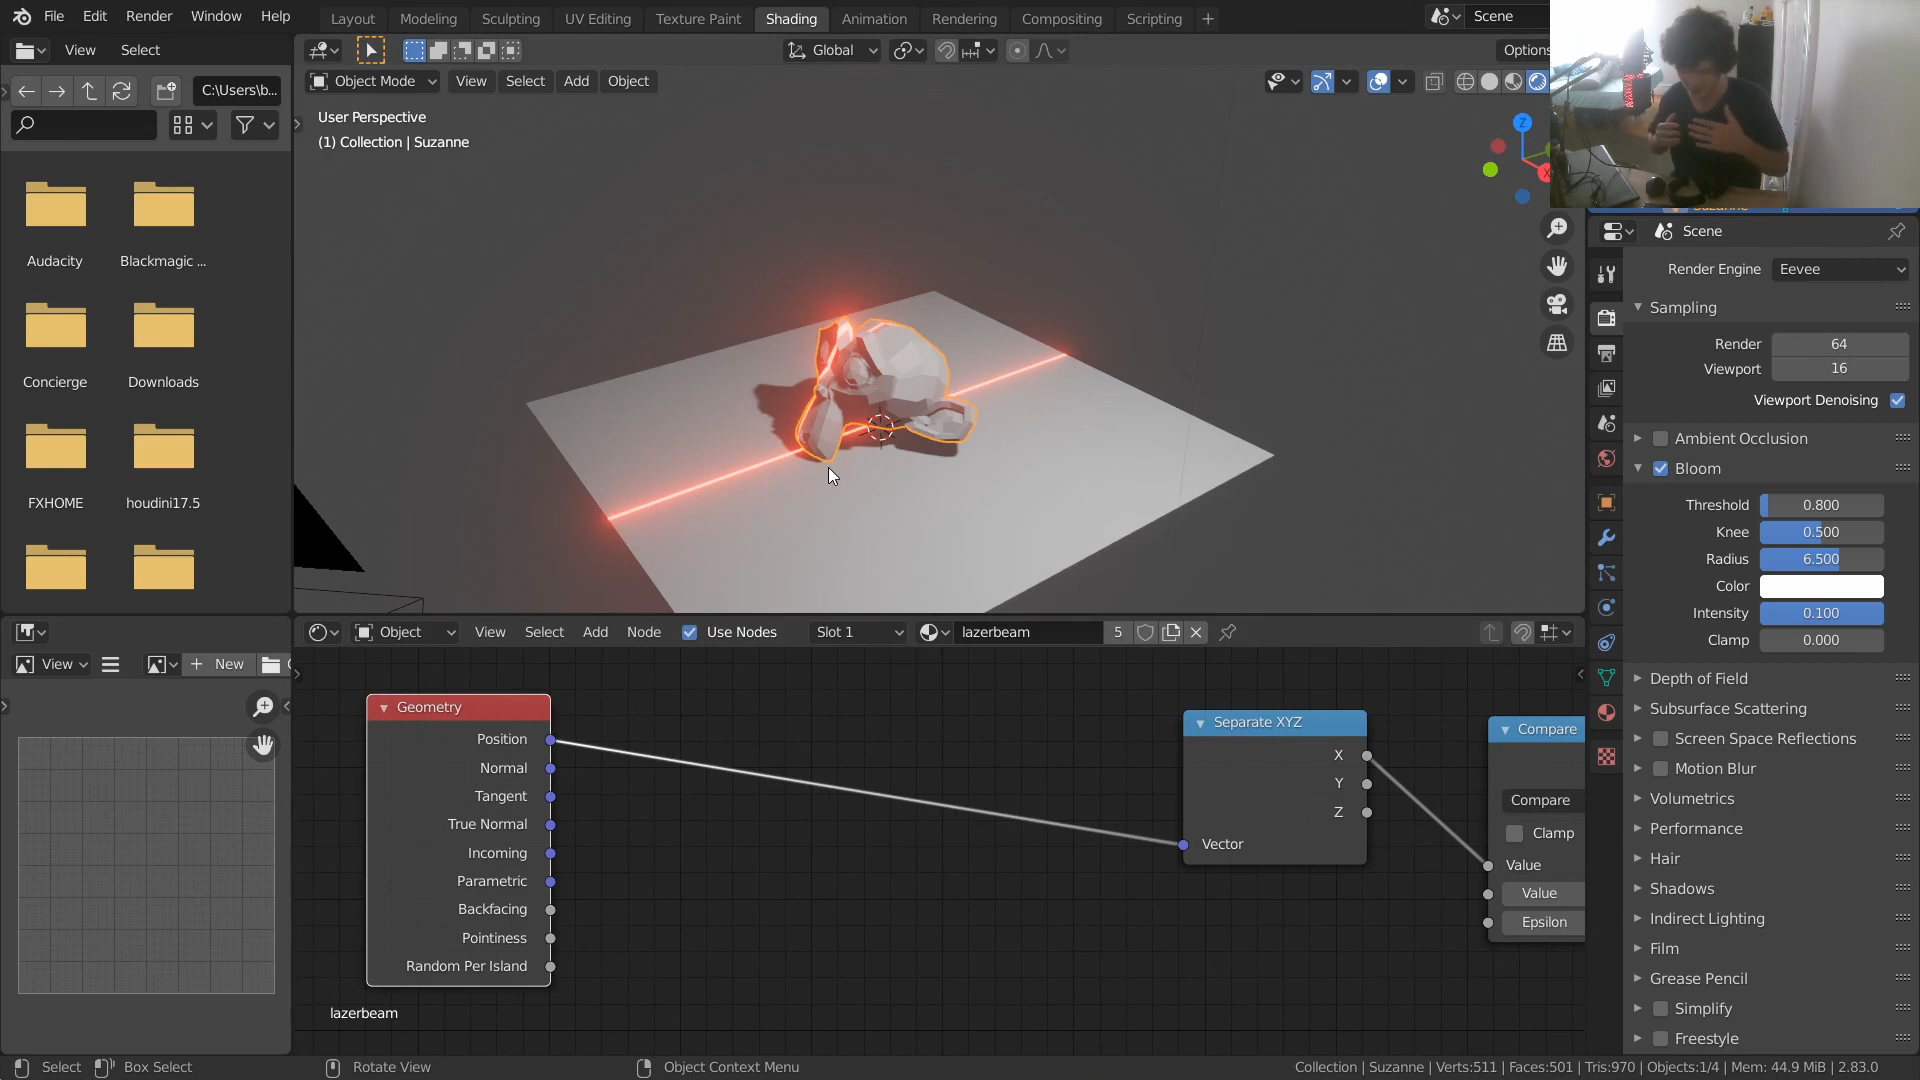 File Edit Render Window Help
Layout Modeling Sculpting UV Editing Texture Paint Shading Animation Rendering Compositing Scripting +
Scene
View Select
Global
Options
C:\Users\b...
Object Mode View Select Add Object
User Perspective
(1) Collection | Suzanne
Z
X
Audacity Blackmagic ...
Concierge Downloads
FXHOME houdini17.5
Suzanne
Scene
Render Engine Eevee
Sampling
Render 64
Viewport 16
Viewport Denoising
Ambient Occlusion
Bloom
Threshold 0.800
Knee 0.500
Radius 6.500
Color
Intensity 0.100
Clamp 0.000
Depth of Field
Subsurface Scattering
Screen Space Reflections
Motion Blur
Volumetrics
Performance
Hair
Shadows
Indirect Lighting
Film
Grease Pencil
Simplify
Freestyle
View + New
Object View Select Add Node Use Nodes Slot 1 lazerbeam 5
Geometry
Position
Normal
Tangent
True Normal
Incoming
Parametric
Backfacing
Pointiness
Random Per Island
Separate XYZ
X
Y
Z
Vector
Compare
Compare
Clamp
Value
Value
Epsilon
lazerbeam
Select Box Select Rotate View Object Context Menu
Collection | Suzanne | Verts:511 | Faces:501 | Tris:970 | Objects:1/4 | Mem: 44.9 MiB | 2.83.0